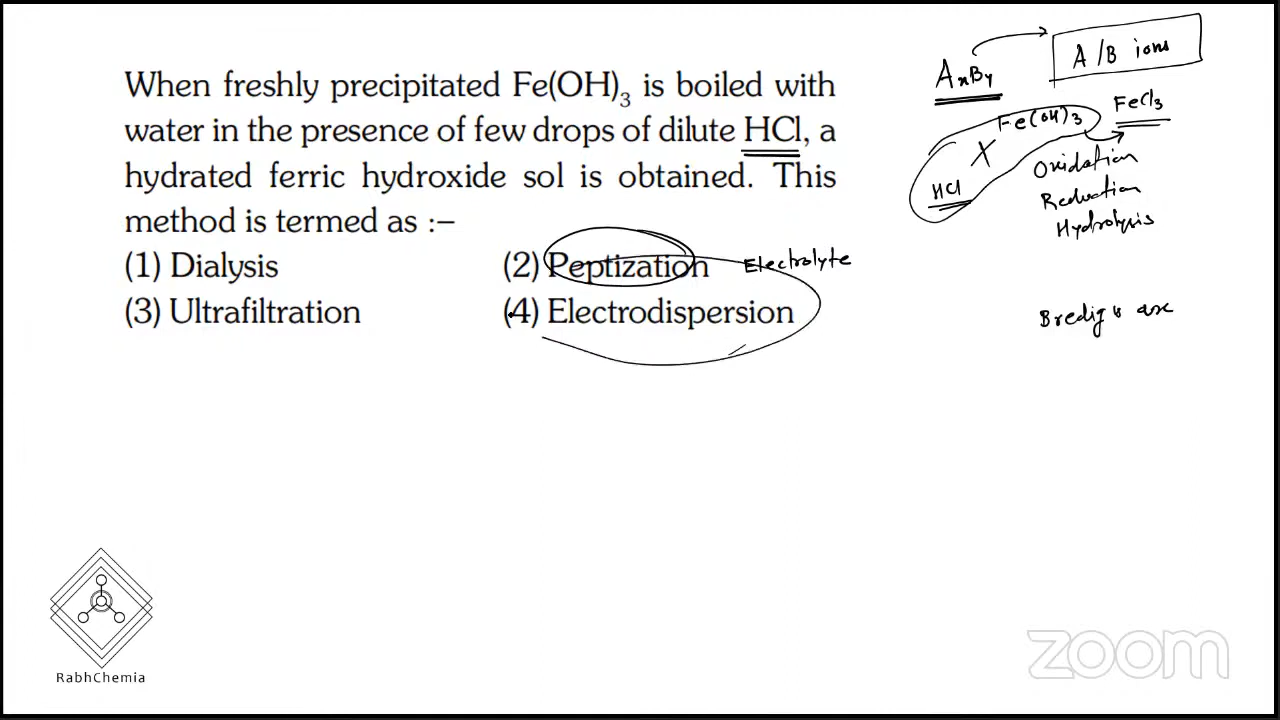 When freshly precipitated Fe(OH)₃ is boiled with
water in the presence of few drops of dilute HCl, a
hydrated ferric hydroxide sol is obtained. This
method is termed as :–
(1) Dialysis
(2) Peptization
Electrolyte
(3) Ultrafiltration
(4) Electrodispersion
AₓBᵧ
A/B ions
Fe(OH)₃
FeCl₃
X
HCl
Oxidation
Reduction
Hydrolysis
Bredig's arc
RabhChemia
zoom